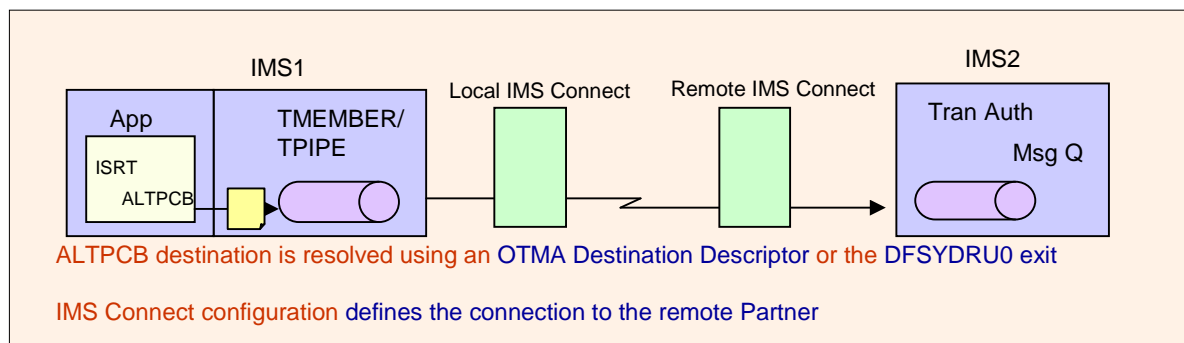 IMS1
IMS2
Local IMS Connect
Remote IMS Connect
App
TMEMBER/
TPIPE
Tran Auth
Msg Q
ISRT
ALTPCB
ALTPCB destination is resolved using an OTMA Destination Descriptor or the DFSYDRU0 exit
IMS Connect configuration defines the connection to the remote Partner